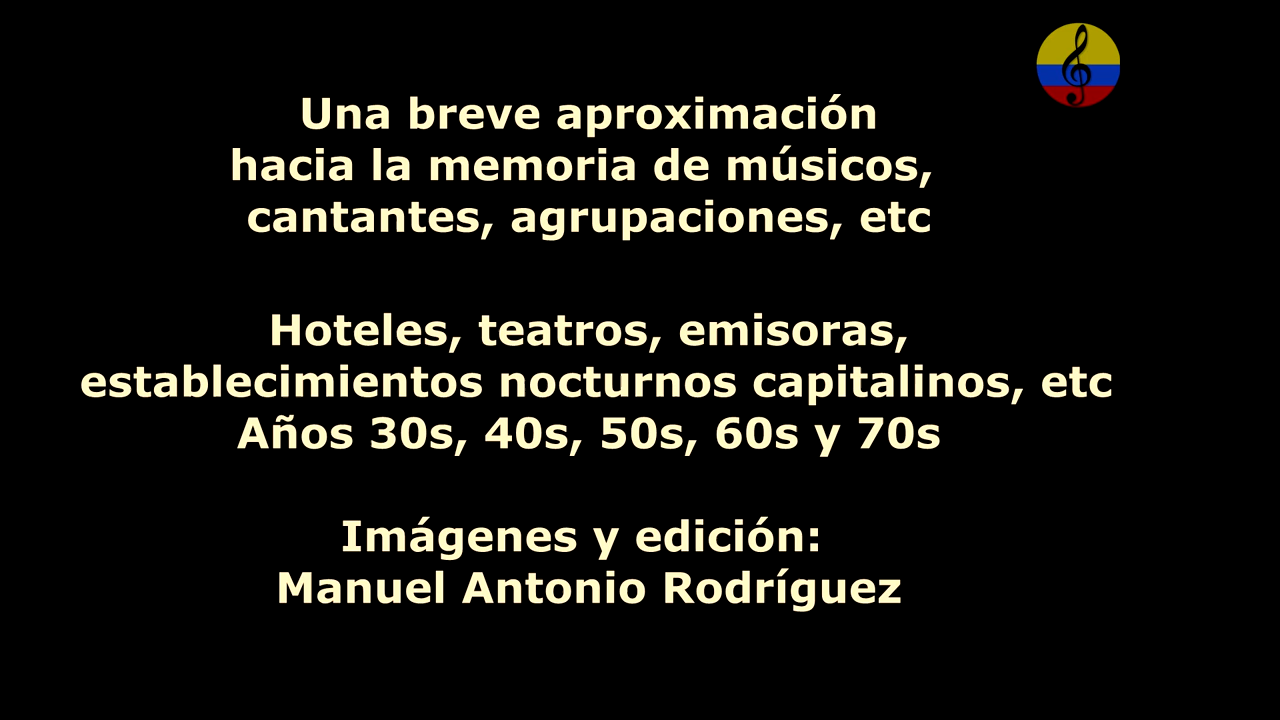 Una breve aproximación
hacia la memoria de músicos,
cantantes, agrupaciones, etc
Hoteles, teatros, emisoras,
establecimientos nocturnos capitalinos, etc
Años 30s, 40s, 50s, 60s y 70s
Imágenes y edición:
Manuel Antonio Rodríguez